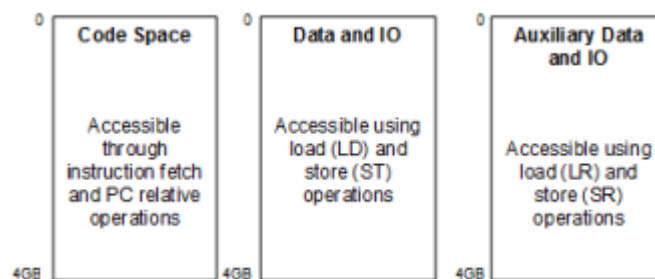 0
Code Space
Accessible
through
instruction fetch
and PC relative
operations
4GB
0
Data and IO
Accessible using
load (LD) and
store (ST)
operations
4GB
0
Auxiliary Data
and IO
Accessible using
load (LR) and
store (SR)
operations
4GB